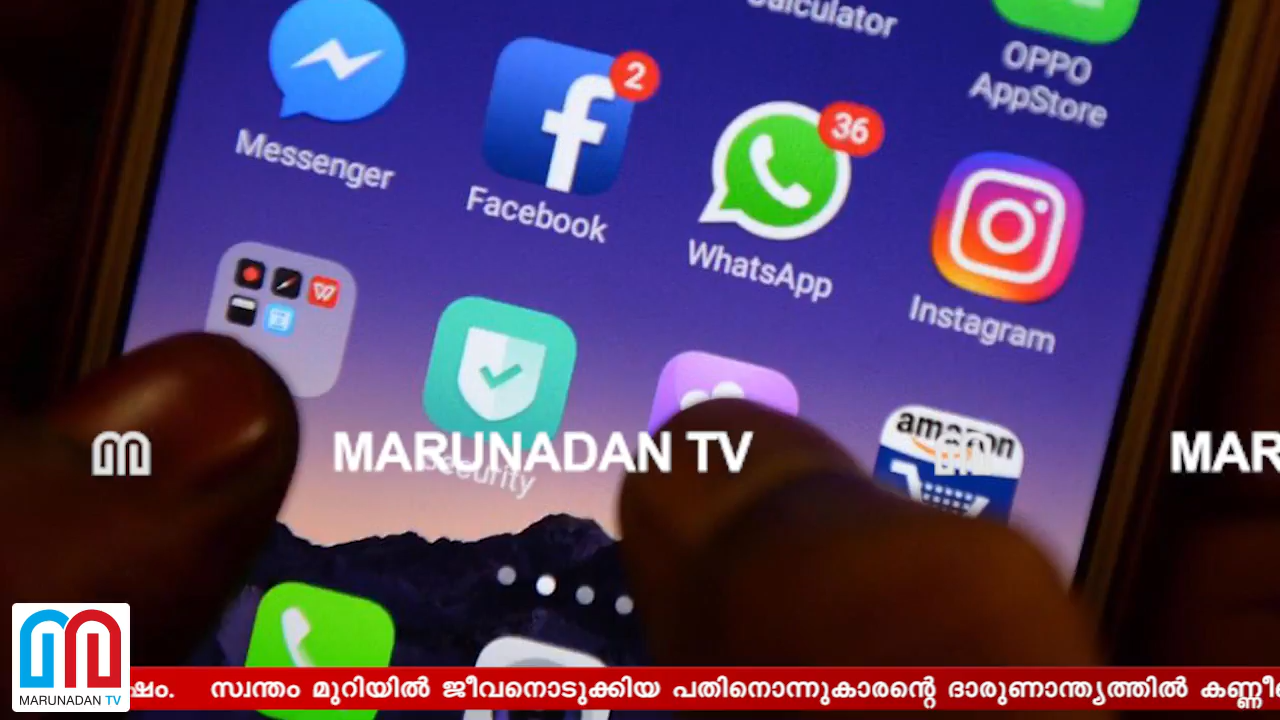 Calculator
OPPO
AppStore
Messenger
2
Facebook
36
WhatsApp
Instagram
Security
amazon
മ
MARUNADAN TV
MAR
MARUNADAN TV
ഷം. സ്വന്തം മുറിയിൽ ജീവനൊടുക്കിയ പതിനൊന്നുകാരന്റെ ദാരുണാന്ത്യത്തിൽ